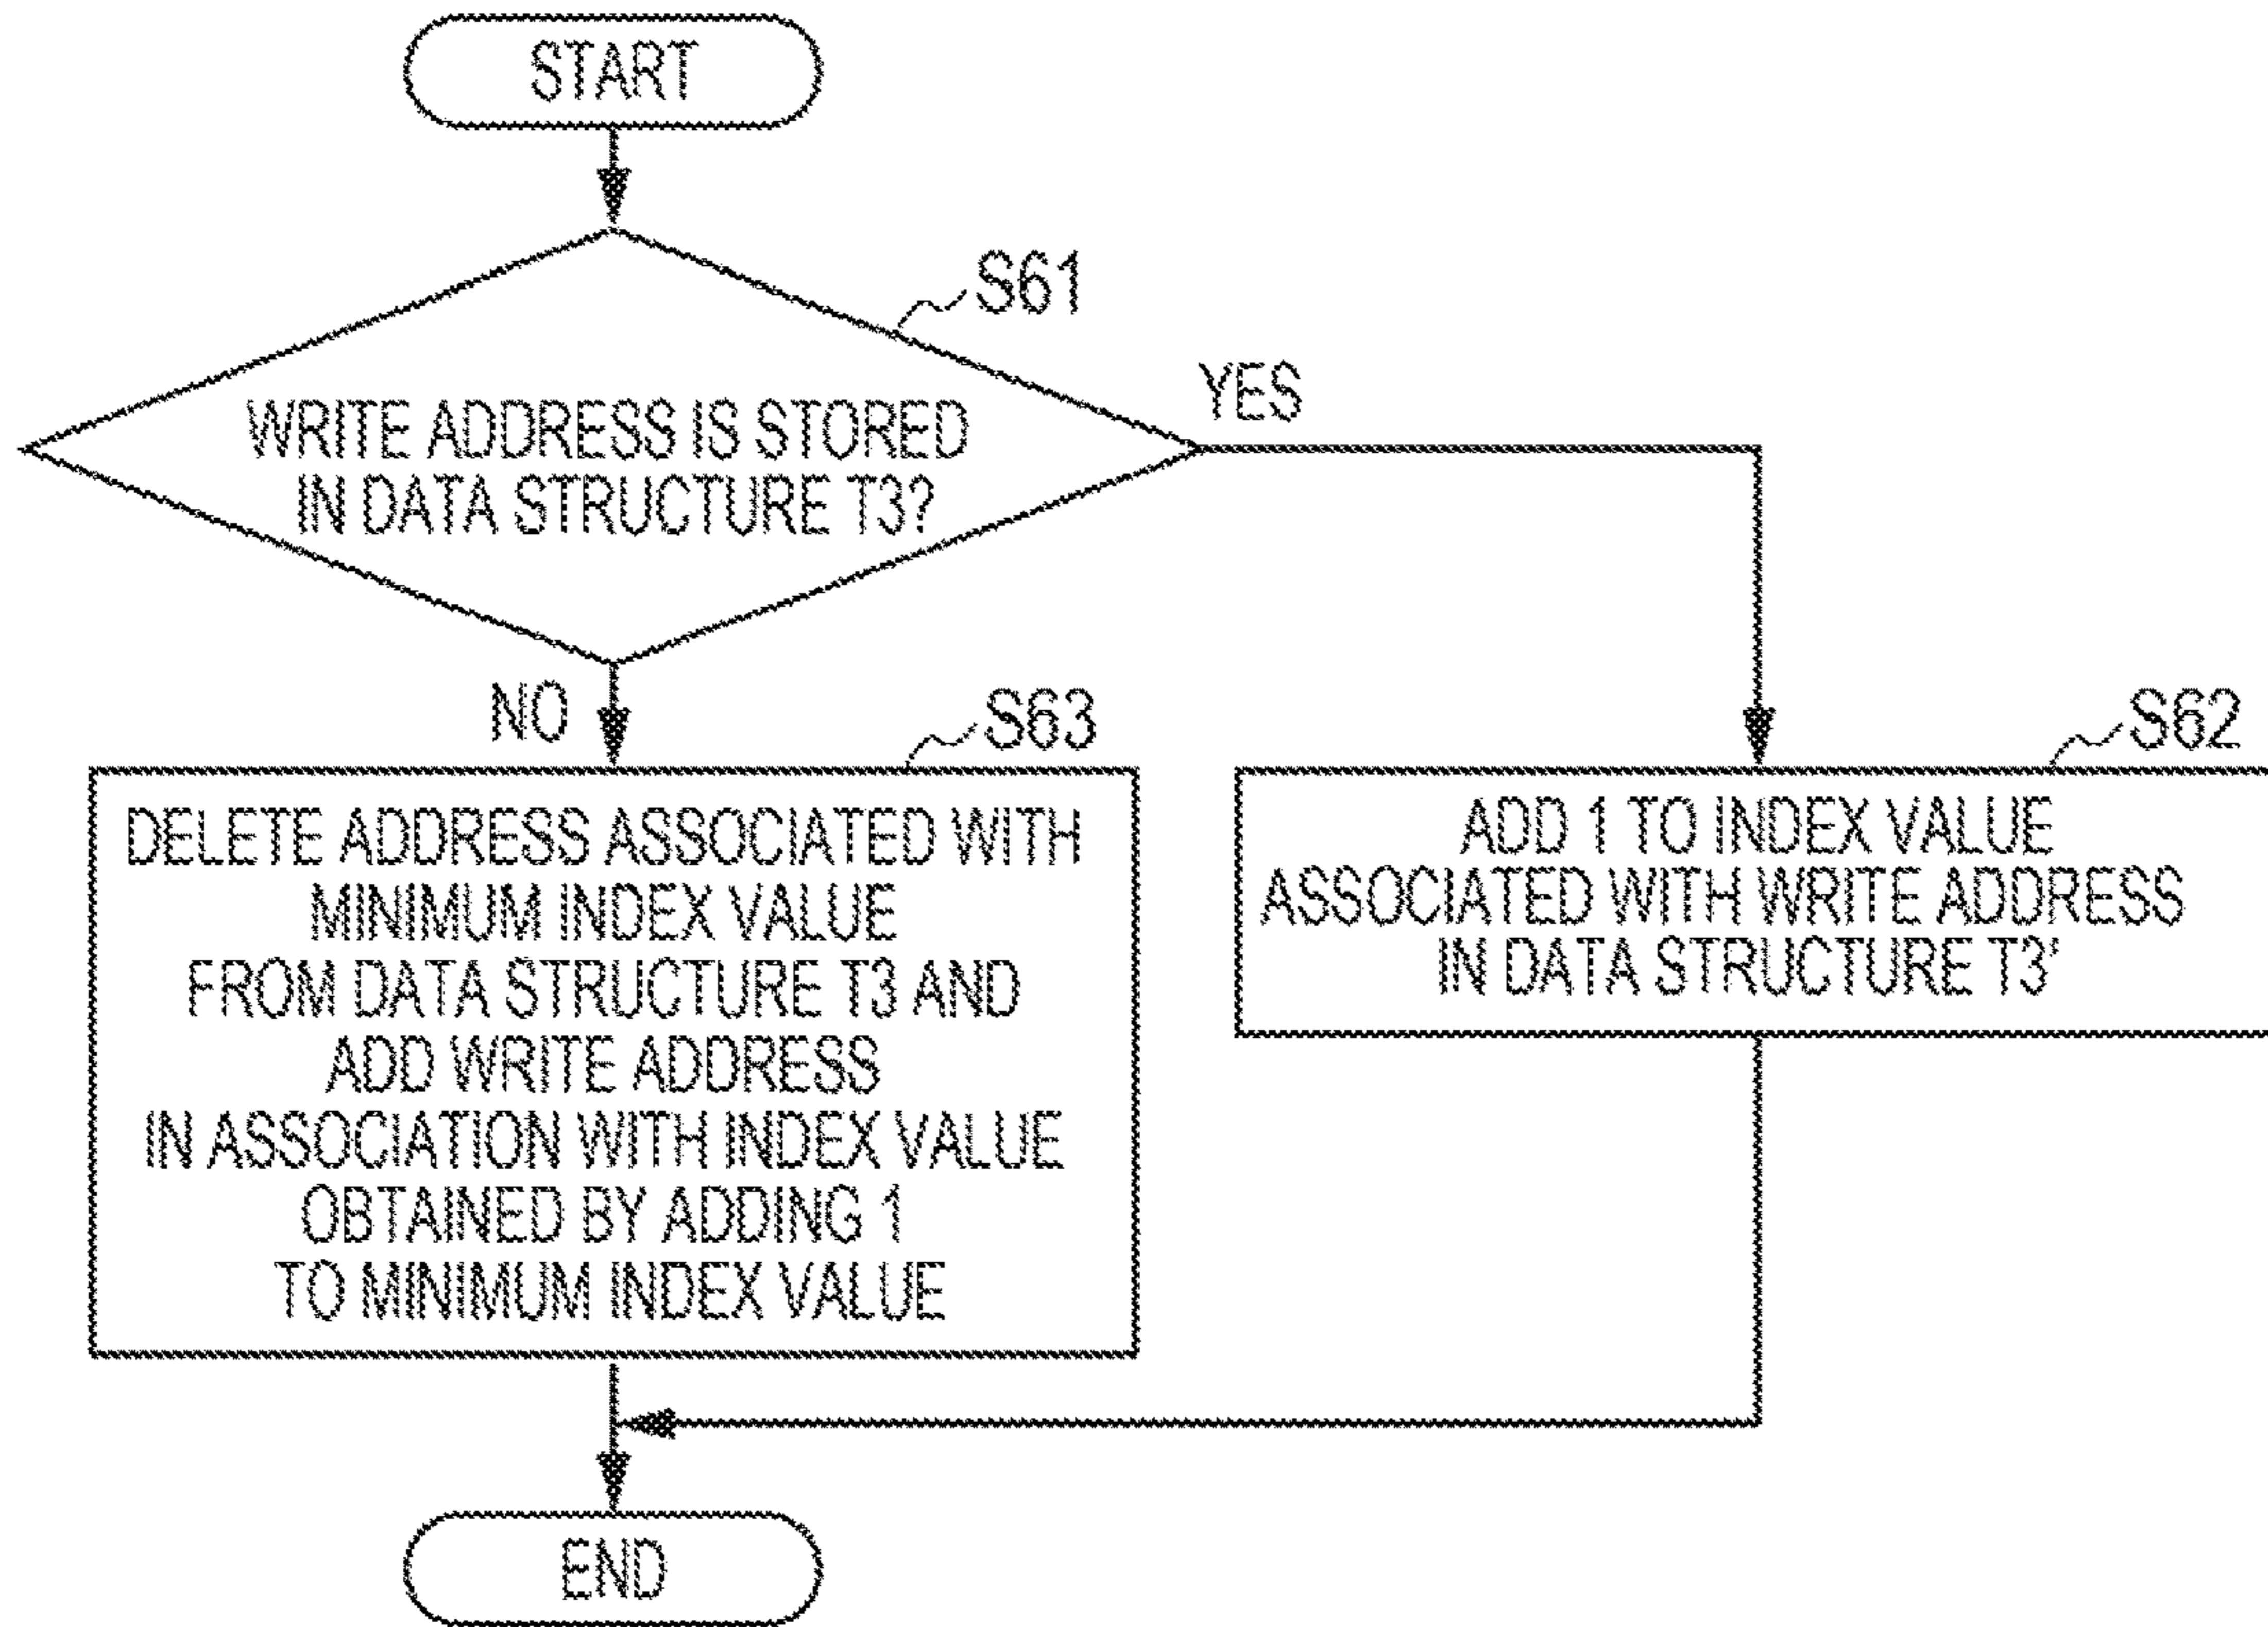 START
S61
WRITE ADDRESS IS STORED
IN DATA STRUCTURE T3?
YES
NO
S63
DELETE ADDRESS ASSOCIATED WITH
MINIMUM INDEX VALUE
FROM DATA STRUCTURE T3 AND
ADD WRITE ADDRESS
IN ASSOCIATION WITH INDEX VALUE
OBTAINED BY ADDING 1
TO MINIMUM INDEX VALUE
S62
ADD 1 TO INDEX VALUE
ASSOCIATED WITH WRITE ADDRESS
IN DATA STRUCTURE T3'
END